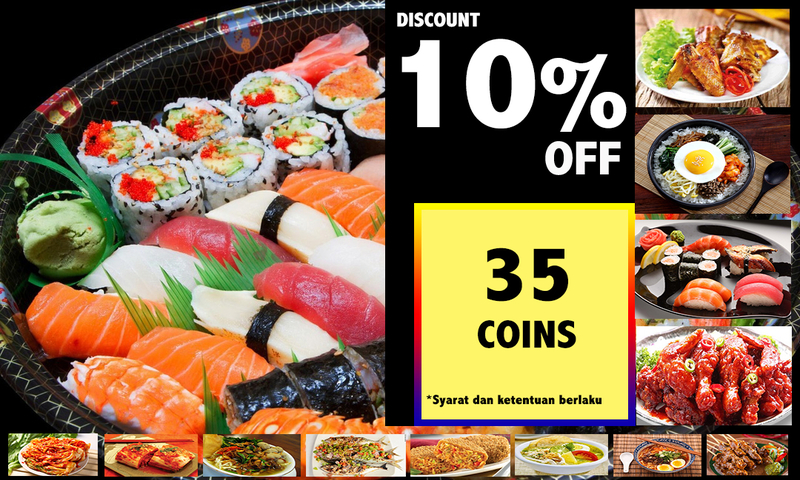 DISCOUNT
10%
OFF
35
COINS
*Syarat dan ketentuan berlaku